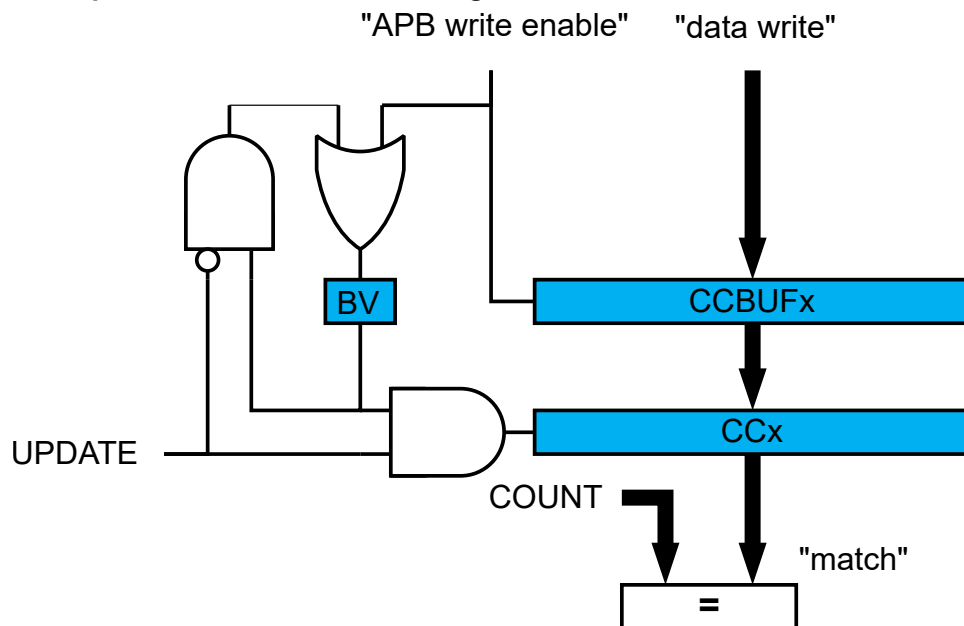 "APB write enable" "data write"
BV
CCBUFx
CCx
UPDATE
COUNT
"match"
=